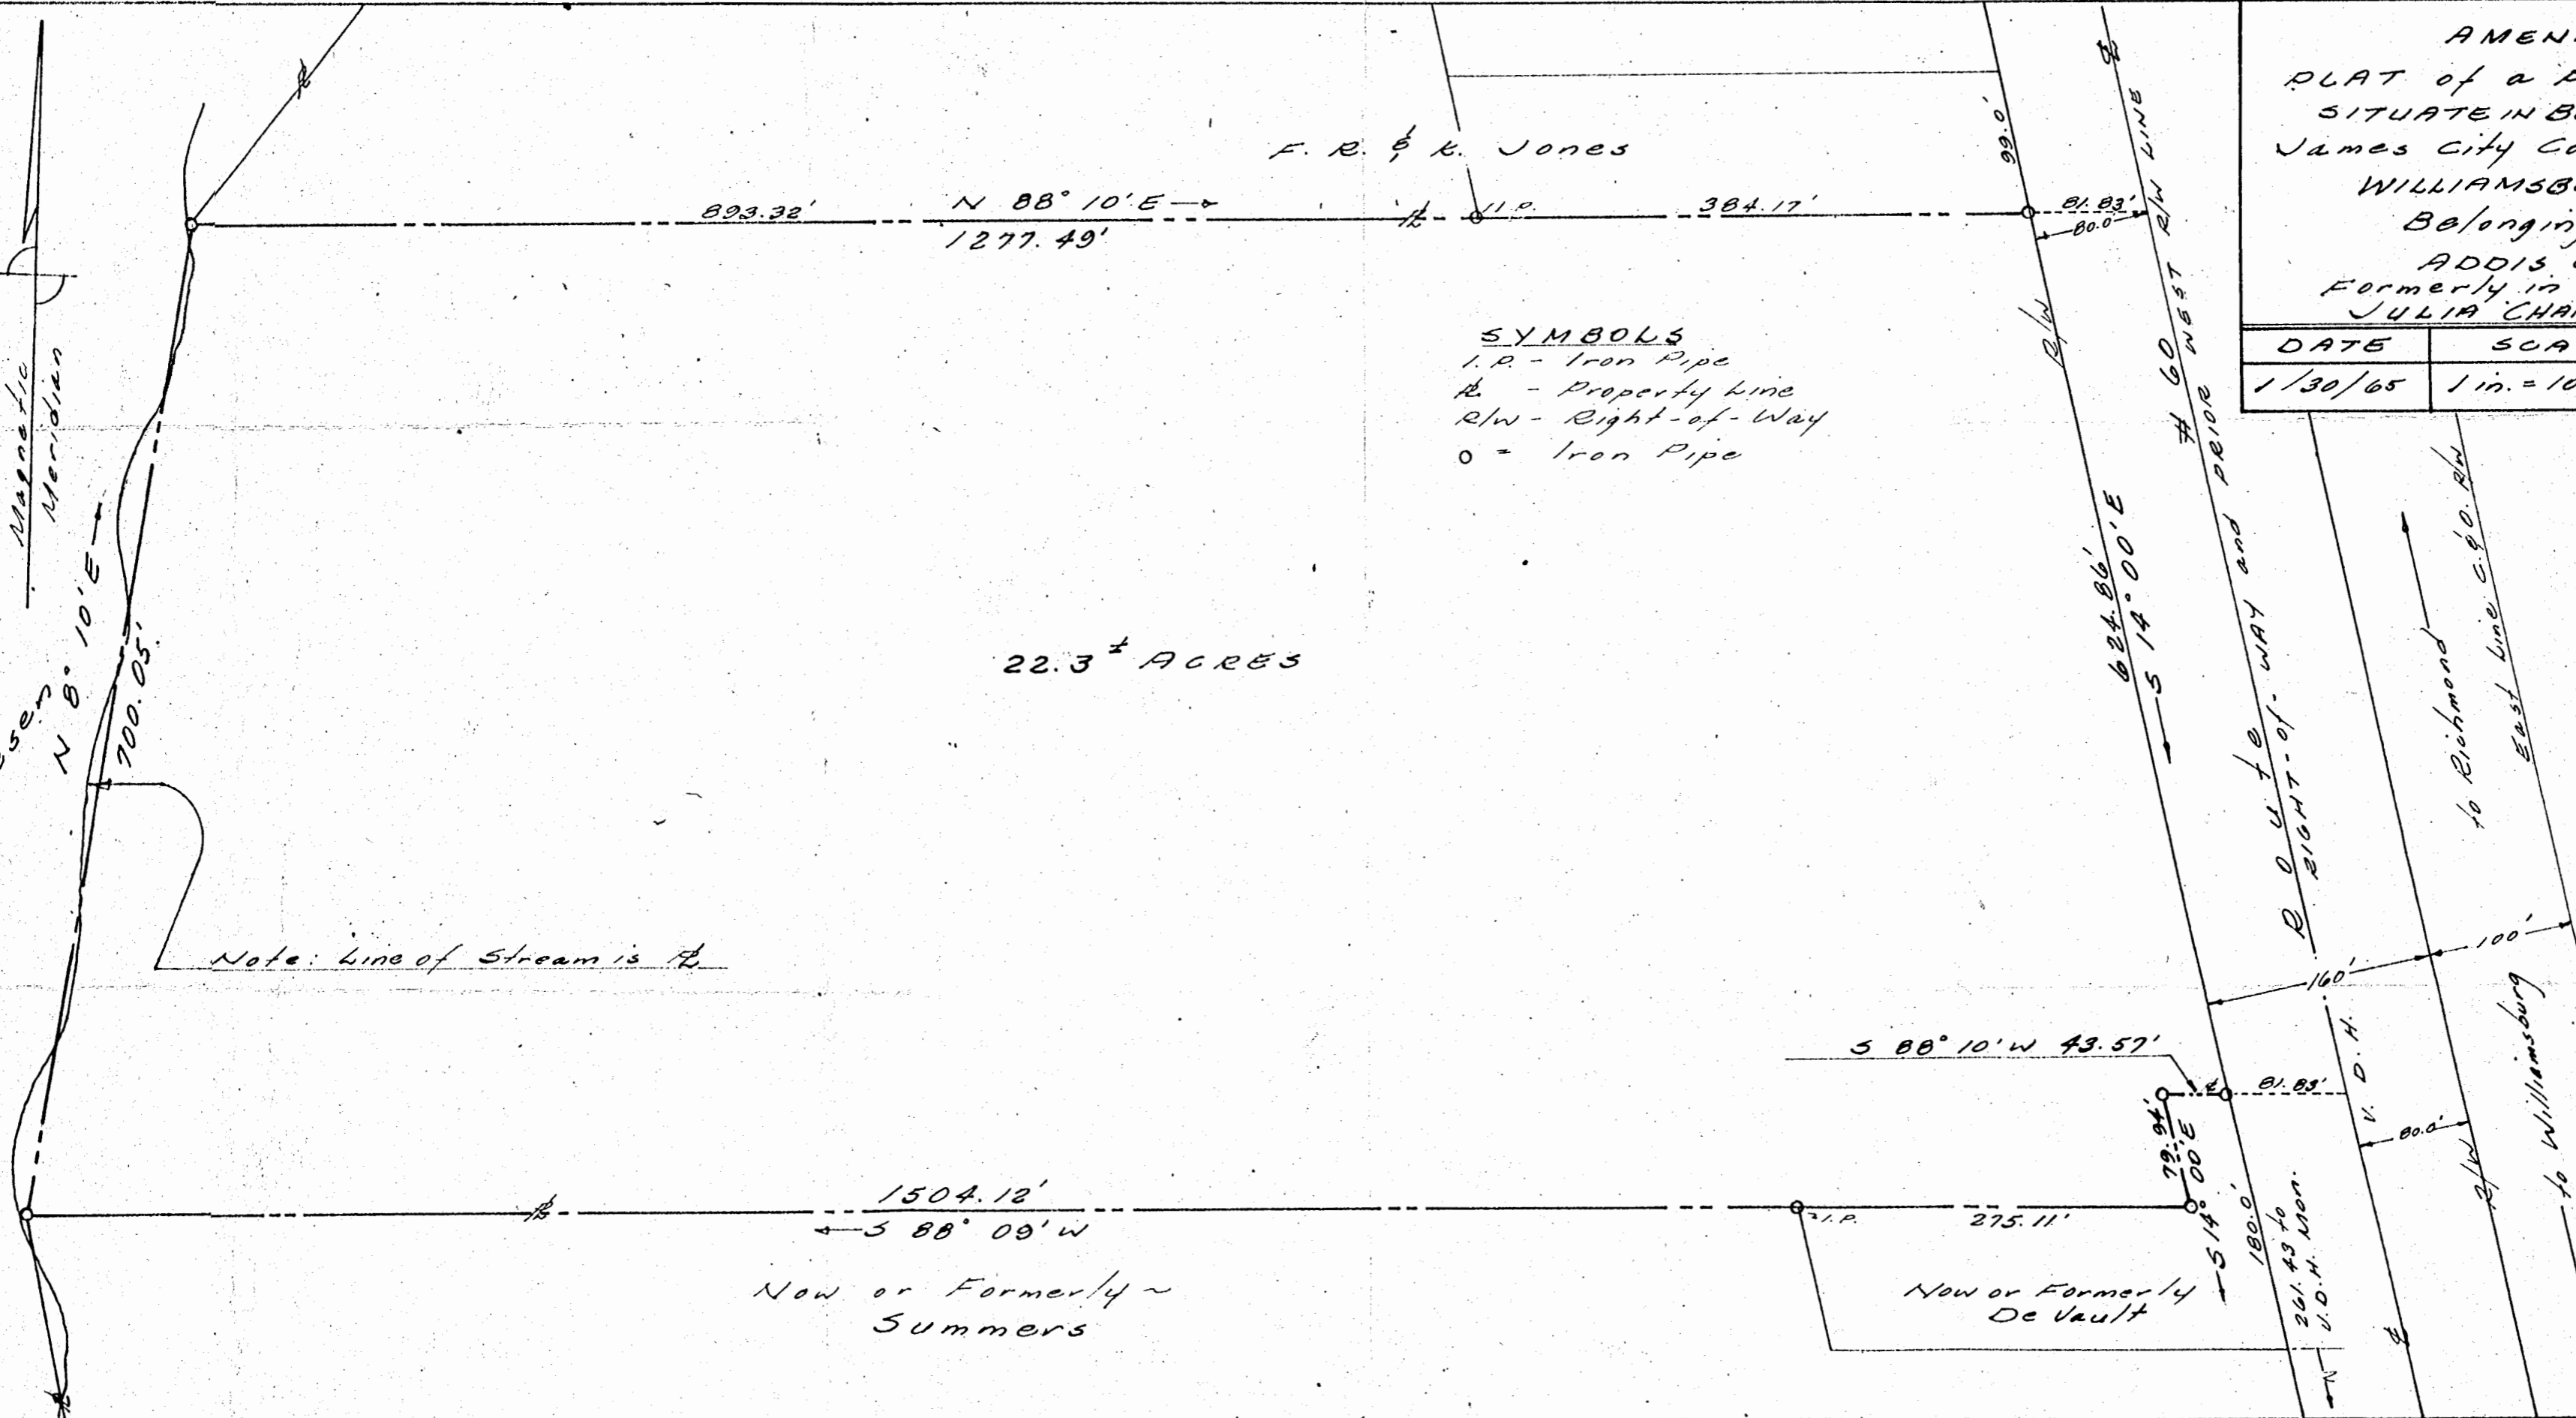 AMEN
PLAT of a
SITUATE IN B
James City Co
WILLIAMSB
Belongin
ADDIS
Formerly in
JULIA CHA
DATE
SCA
1/30/65
1 in. = 10
Magnetic
Meridian
F. R. & K. Jones
893.32'
N 88° 10' E
1277.49'
I.P.
384.17'
99.0'
81.83'
80.0'
SYMBOLS
I.P. - Iron Pipe
PL - Property Line
R/W - Right-of-Way
o = Iron Pipe
R/W
Route # 60
RIGHT-of-WAY and PRIOR WEST R/W LINE
624.86'
S 14° 00' E
to Richmond
East Line C.&O. R/W
N 8° 10' E
700.05'
22.3 ± ACRES
Note: Line of Stream is PL
160'
100'
S 88° 10' W 43.57'
81.83'
V. D. H.
80.0'
R/W
to Williamsburg
79.94'
S 14° 00' E
180.0'
261.43 to
V.D.H. Mon.
1504.12'
S 88° 09' W
I.P.
275.11'
Now or Formerly ~
Summers
Now or Formerly
De Vault
N